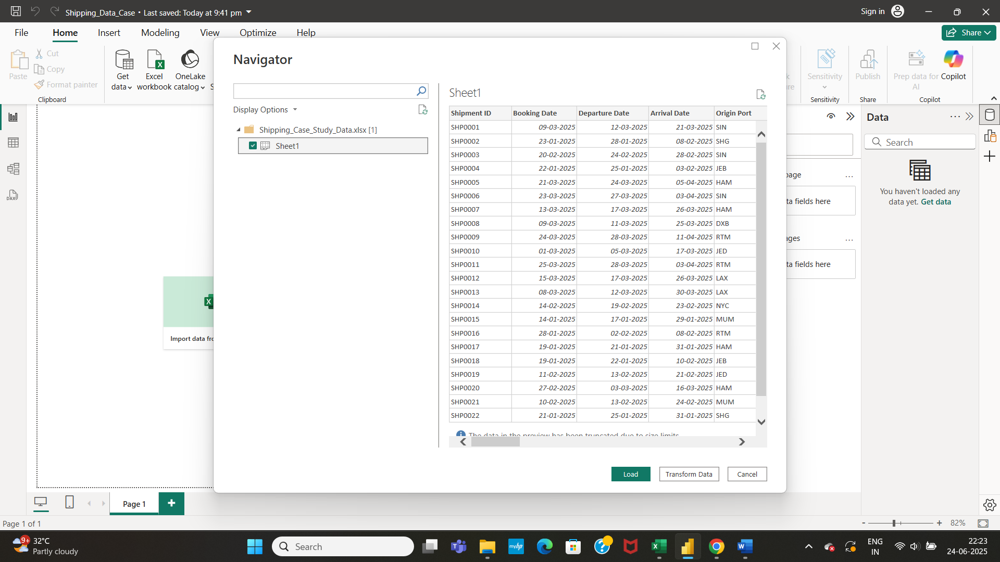 Shipping_Data_Case • Last saved: Today at 9:41 pm
Sign in
File Home Insert Modeling View Optimize Help
Share
Paste
Cut
Copy
Format painter
Clipboard
Get data
Excel workbook
OneLake catalog
Sensitivity
Sensitivity
Publish
Share
Prep data for AI
Copilot
Copilot
Navigator
Display Options
Shipping_Case_Study_Data.xlsx [1]
Sheet1
Sheet1
Shipment ID Booking Date Departure Date Arrival Date Origin Port
SHP0001 09-03-2025 12-03-2025 21-03-2025 SIN
SHP0002 23-01-2025 28-01-2025 08-02-2025 SHG
SHP0003 20-02-2025 24-02-2025 28-02-2025 SIN
SHP0004 22-01-2025 25-01-2025 03-02-2025 JEB
SHP0005 21-03-2025 24-03-2025 05-04-2025 HAM
SHP0006 23-03-2025 27-03-2025 03-04-2025 SIN
SHP0007 13-03-2025 17-03-2025 26-03-2025 HAM
SHP0008 09-03-2025 11-03-2025 25-03-2025 DXB
SHP0009 24-03-2025 28-03-2025 11-04-2025 RTM
SHP0010 01-03-2025 05-03-2025 17-03-2025 JED
SHP0011 25-03-2025 28-03-2025 03-04-2025 RTM
SHP0012 15-03-2025 17-03-2025 26-03-2025 LAX
SHP0013 08-03-2025 12-03-2025 30-03-2025 LAX
SHP0014 14-02-2025 19-02-2025 23-02-2025 NYC
SHP0015 14-01-2025 17-01-2025 29-01-2025 MUM
SHP0016 28-01-2025 02-02-2025 08-02-2025 RTM
SHP0017 19-01-2025 21-01-2025 31-01-2025 HAM
SHP0018 19-01-2025 22-01-2025 10-02-2025 JEB
SHP0019 11-02-2025 13-02-2025 21-02-2025 JED
SHP0020 27-02-2025 03-03-2025 16-03-2025 HAM
SHP0021 10-02-2025 13-02-2025 24-02-2025 MUM
SHP0022 21-01-2025 25-01-2025 31-01-2025 SHG
The data in the preview has been truncated due to size limits.
Load Transform Data Cancel
Import data fro
page
ta fields here
ages
ta fields here
Data
Search
You haven't loaded any
data yet. Get data
Page 1
Page 1 of 1
- + 82%
9+ 32°C
Partly cloudy
Search
ENG
IN
22:23
24-06-2025